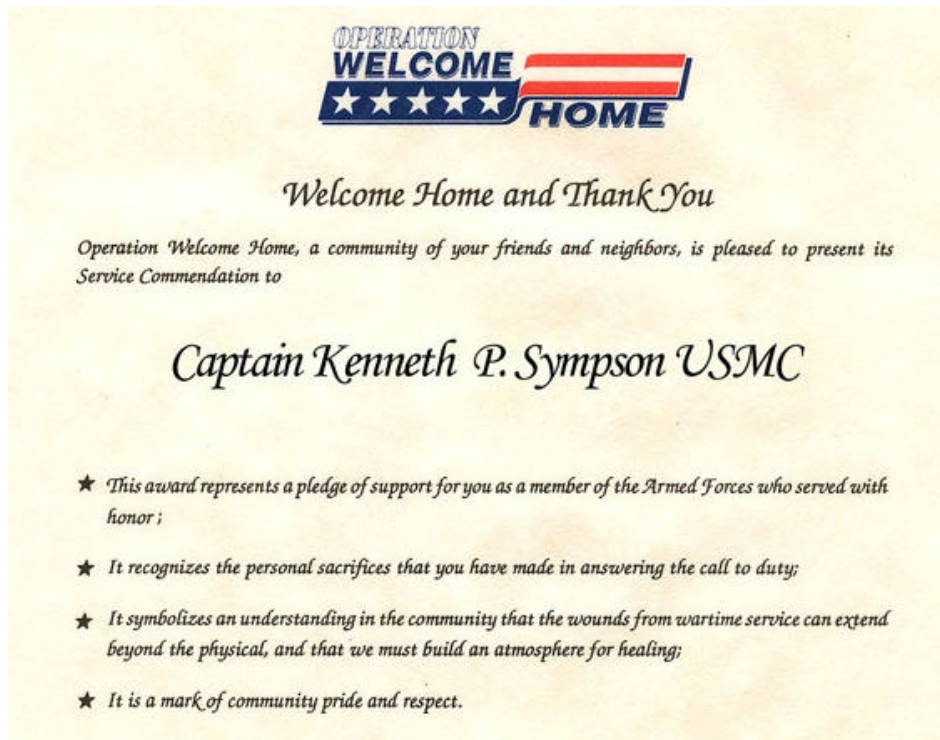 OPERATION
WELCOME
HOME
Welcome Home and Thank You
Operation Welcome Home, a community of your friends and neighbors, is pleased to present its
Service Commendation to
Captain Kenneth P. Sympson USMC
★ This award represents a pledge of support for you as a member of the Armed Forces who served with
honor ;
★ It recognizes the personal sacrifices that you have made in answering the call to duty;
★ It symbolizes an understanding in the community that the wounds from wartime service can extend
beyond the physical, and that we must build an atmosphere for healing;
★ It is a mark of community pride and respect.